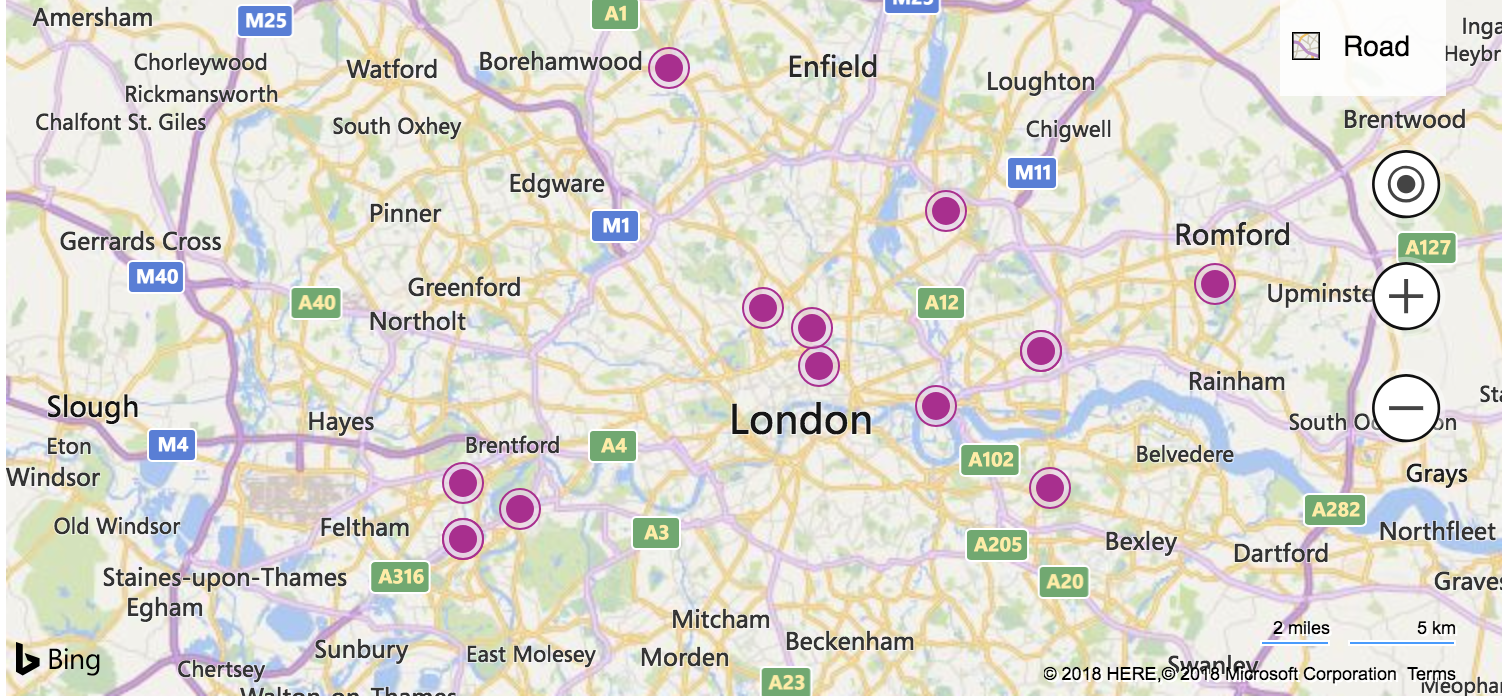 Amersham
M25
A1
M25
Inga
Road
Heybr
Chorleywood
Watford
Borehamwood
Enfield
Loughton
Rickmansworth
Chalfont St. Giles
South Oxhey
Chigwell
Brentwood
M11
Edgware
Pinner
M1
Romford
Gerrards Cross
A127
M40
Greenford
A40
A12
Upminste
Northolt
Rainham
Slough
Hayes
London
South Oc
on
Sta
Eton
M4
Brentford
A4
A102
Belvedere
Windsor
Grays
Old Windsor
Feltham
A3
A282
Northfleet
A205
Bexley
Dartford
Staines-upon-Thames
A316
A20
Graves
Egham
Mitcham
2 miles
5 km
Beckenham
Sunbury
East Molesey
Morden
Bing
Chertsey
Swanley
© 2018 HERE,© 2018 Microsoft Corporation Terms
A23
Walton-on-Thames
Meopham